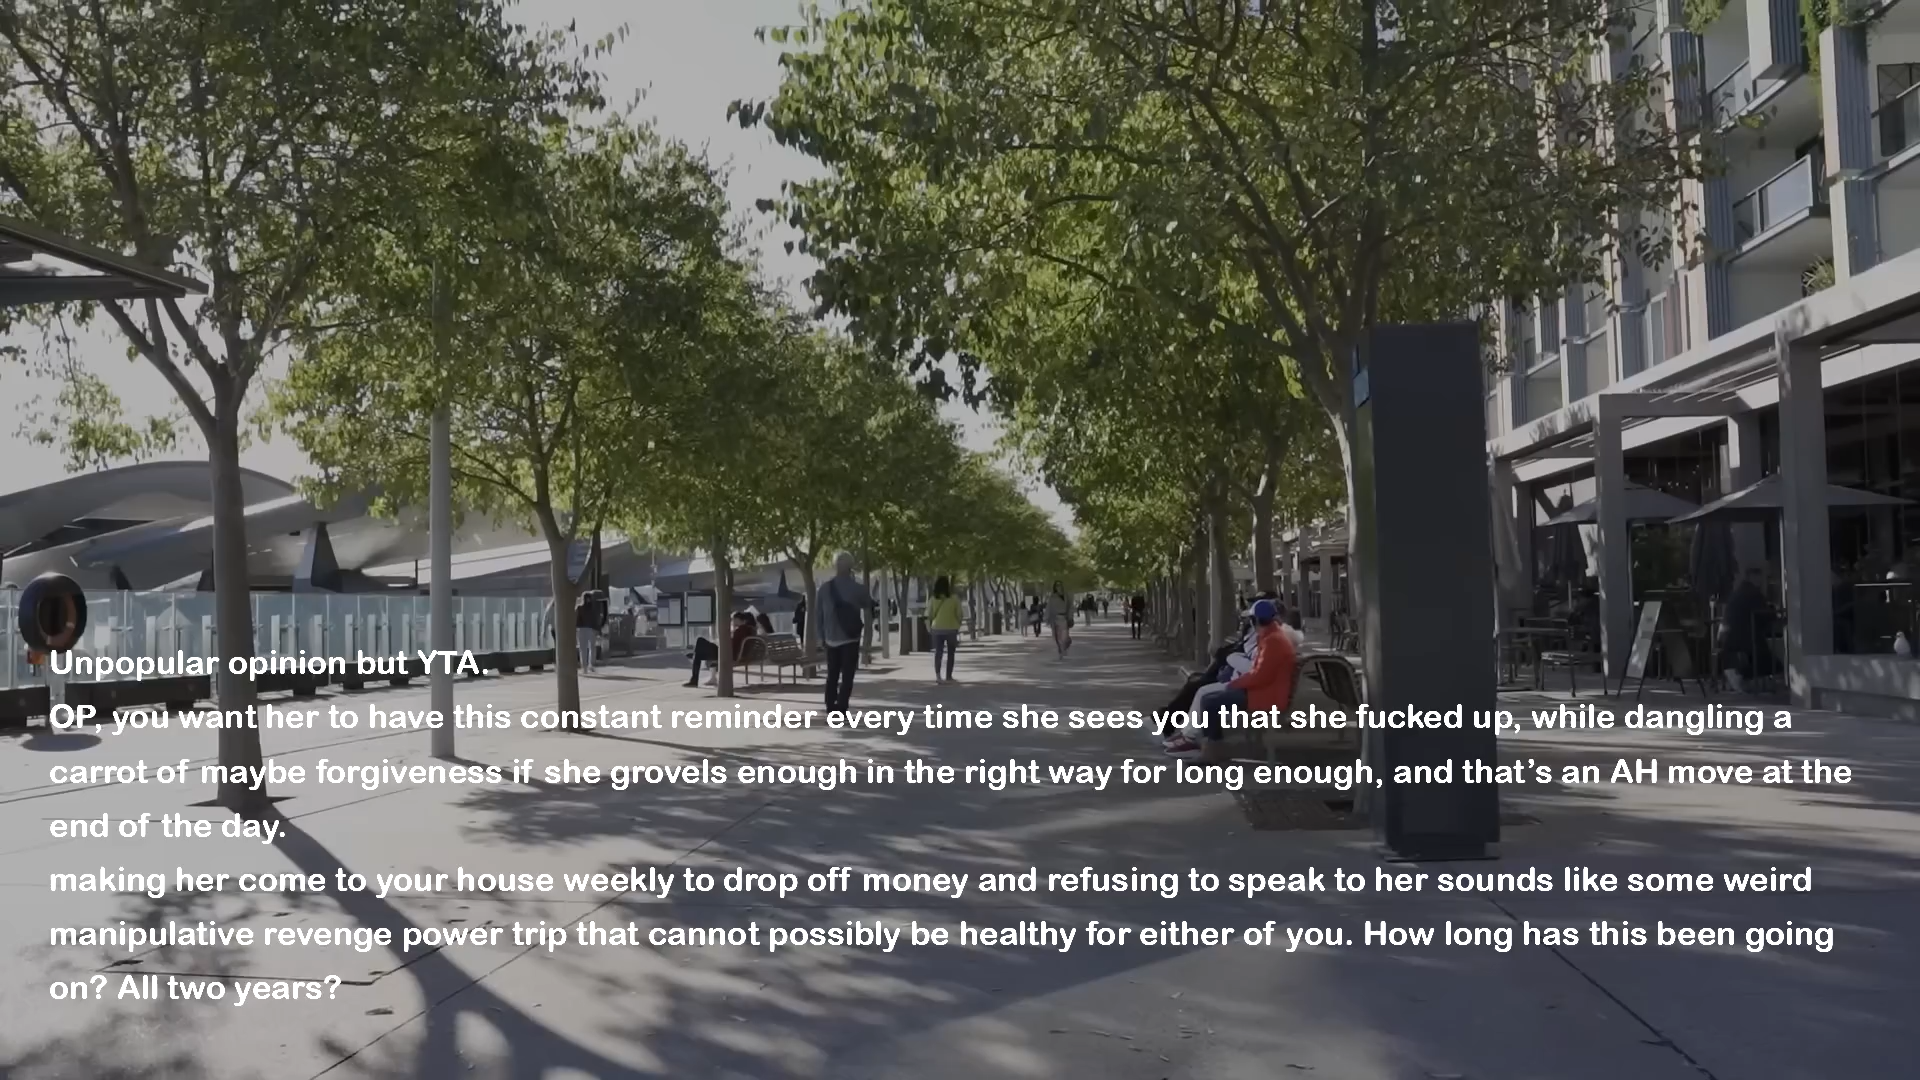 Unpopular opinion but YTA.
OP, you want her to have this constant reminder every time she sees you that she fucked up, while dangling a
carrot of maybe forgiveness if she grovels enough in the right way for long enough, and that’s an AH move at the
end of the day.
making her come to your house weekly to drop off money and refusing to speak to her sounds like some weird
manipulative revenge power trip that cannot possibly be healthy for either of you. How long has this been going
on? All two years?